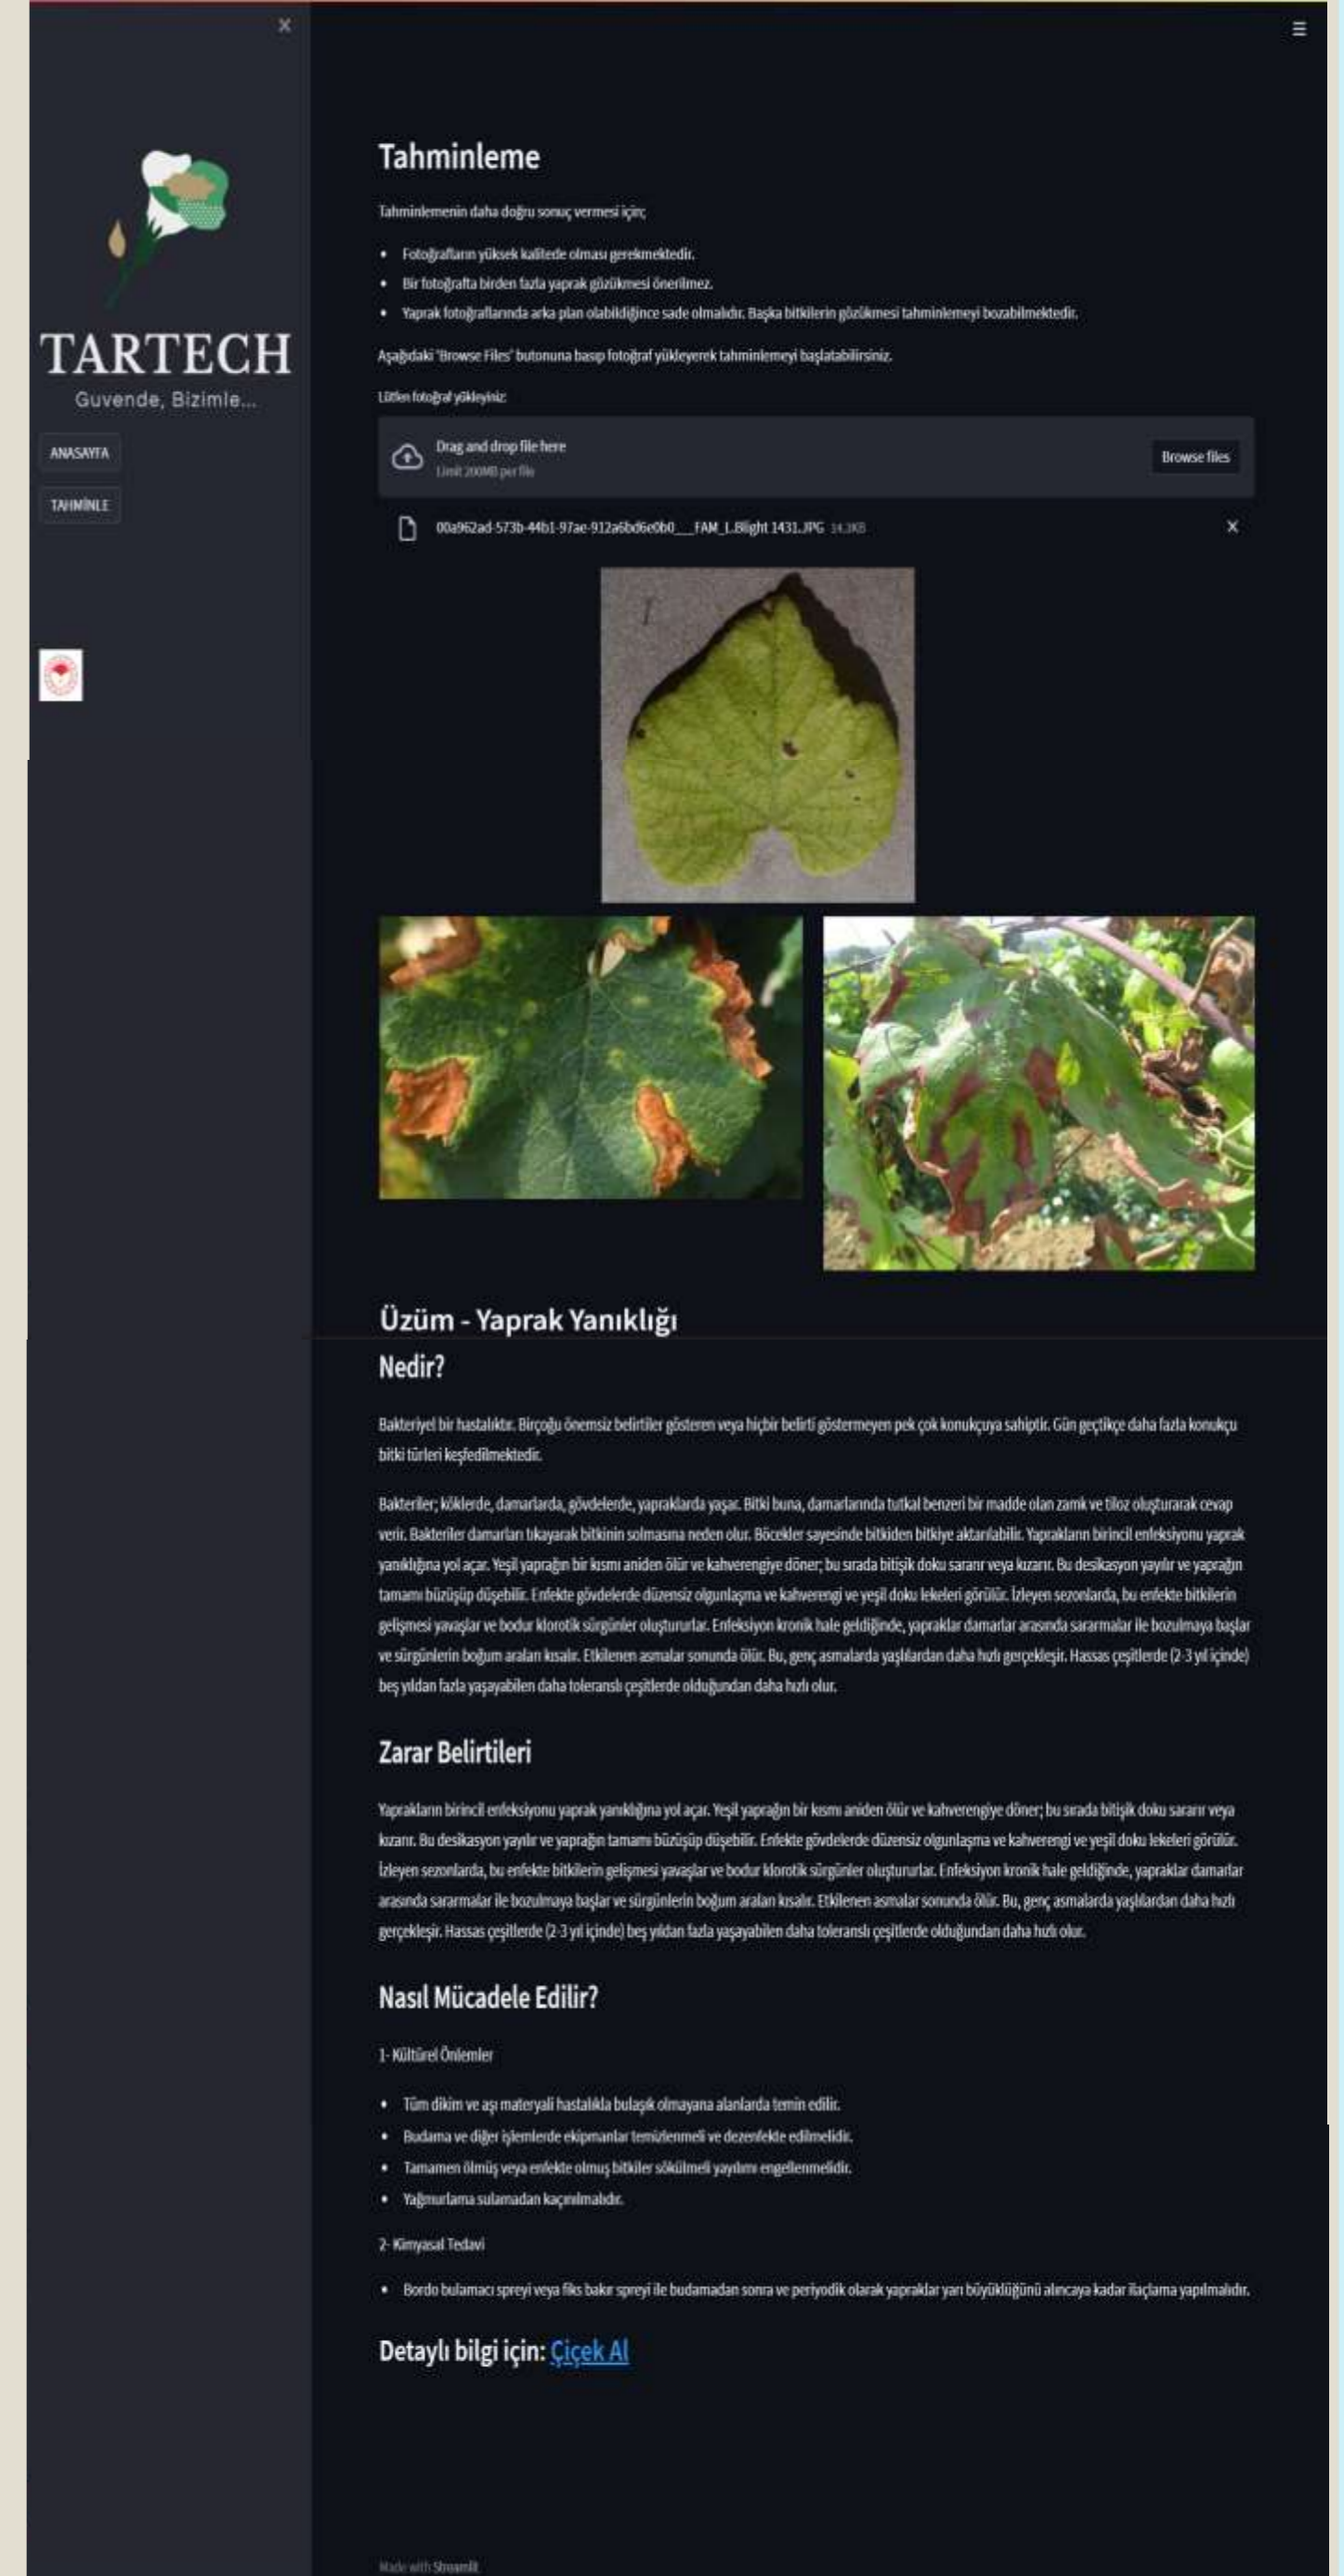 TARTECH
Guvende, Bizimle...
ANASAYFA
TAHMİNLE
Tahminleme
Tahminlemenin daha doğru sonuç vermesi için;
• Fotoğrafların yüksek kalitede olması gerekmektedir.
• Bir fotoğrafta birden fazla yaprak gözükmesi önerilmez.
• Yaprak fotoğraflarında arka plan olabildiğince sade olmalıdır. Başka bitkilerin gözükmesi tahminlemeyi bozabilmektedir.
Aşağıdaki 'Browse Files' butonuna basıp fotoğraf yükleyerek tahminlemeyi başlatabilirsiniz.
Lütfen fotoğraf yükleyiniz:
Drag and drop file here
Limit 200MB per file
Browse files
00a962ad-573b-44b1-97ae-912a6bd6e0b0___FAM_L.Blight 1431.JPG 14.3KB
Üzüm - Yaprak Yanıklığı
Nedir?
Bakteriyel bir hastalıktır. Birçoğu önemsiz belirtiler gösteren veya hiçbir belirti göstermeyen pek çok konukçuya sahiptir. Gün geçtikçe daha fazla konukçu
bitki türleri keşfedilmektedir.
Bakteriler; köklerde, damarlarda, gövdelerde, yapraklarda yaşar. Bitki buna, damarlarında tutkal benzeri bir madde olan zamk ve tiloz oluşturarak cevap
verir. Bakteriler damarları tıkayarak bitkinin solmasına neden olur. Böcekler sayesinde bitkiden bitkiye aktarılabilir. Yaprakların birincil enfeksiyonu yaprak
yanıklığına yol açar. Yeşil yaprağın bir kısmı aniden ölür ve kahverengiye döner; bu sırada bitişik doku sararır veya kızarır. Bu desikasyon yayılır ve yaprağın
tamamı büzüşüp düşebilir. Enfekte gövdelerde düzensiz olgunlaşma ve kahverengi ve yeşil doku lekeleri görülür. İzleyen sezonlarda, bu enfekte bitkilerin
gelişmesi yavaşlar ve bodur klorotik sürgünler oluştururlar. Enfeksiyon kronik hale geldiğinde, yapraklar damarlar arasında sararmalar ile bozulmaya başlar
ve sürgünlerin boğum araları kısalır. Etkilenen asmalar sonunda ölür. Bu, genç asmalarda yaşlılardan daha hızlı gerçekleşir. Hassas çeşitlerde (2-3 yıl içinde)
beş yıldan fazla yaşayabilen daha toleranslı çeşitlerde olduğundan daha hızlı olur.
Zarar Belirtileri
Yaprakların birincil enfeksiyonu yaprak yanıklığına yol açar. Yeşil yaprağın bir kısmı aniden ölür ve kahverengiye döner; bu sırada bitişik doku sararır veya
kızarır. Bu desikasyon yayılır ve yaprağın tamamı büzüşüp düşebilir. Enfekte gövdelerde düzensiz olgunlaşma ve kahverengi ve yeşil doku lekeleri görülür.
İzleyen sezonlarda, bu enfekte bitkilerin gelişmesi yavaşlar ve bodur klorotik sürgünler oluştururlar. Enfeksiyon kronik hale geldiğinde, yapraklar damarlar
arasında sararmalar ile bozulmaya başlar ve sürgünlerin boğum araları kısalır. Etkilenen asmalar sonunda ölür. Bu, genç asmalarda yaşlılardan daha hızlı
gerçekleşir. Hassas çeşitlerde (2-3 yıl içinde) beş yıldan fazla yaşayabilen daha toleranslı çeşitlerde olduğundan daha hızlı olur.
Nasıl Mücadele Edilir?
1- Kültürel Önlemler
• Tüm dikim ve aşı materyali hastalıkla bulaşık olmayana alanlarda temin edilir.
• Budama ve diğer işlemlerde ekipmanlar temizlenmeli ve dezenfekte edilmelidir.
• Tamamen ölmüş veya enfekte olmuş bitkiler sökülmeli yayılımı engellenmelidir.
• Yağmurlama sulamadan kaçınılmalıdır.
2- Kimyasal Tedavi
• Bordo bulamacı spreyi veya fiks bakır spreyi ile budamadan sonra ve periyodik olarak yapraklar yarı büyüklüğünü alıncaya kadar ilaçlama yapılmalıdır.
Detaylı bilgi için: Çiçek Al
Made with Streamlit